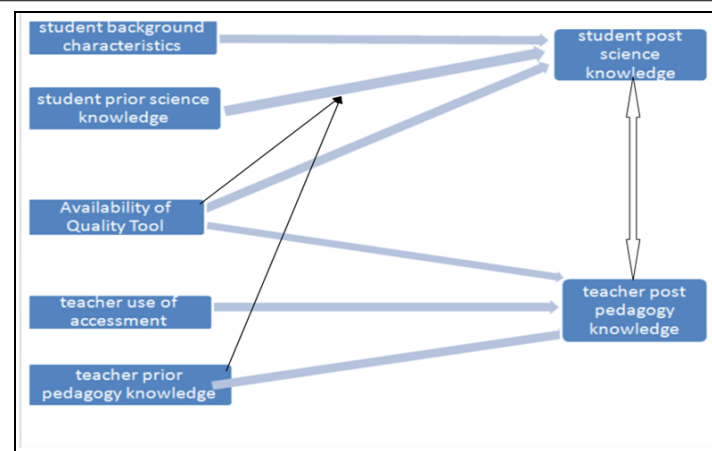 student background
characteristics
student post
science
knowledge
student prior science
knowledge
Availability of
Quality Tool
teacher use of
accessment
teacher post
pedagogy
knowledge
teacher prior
pedagogy knowledge